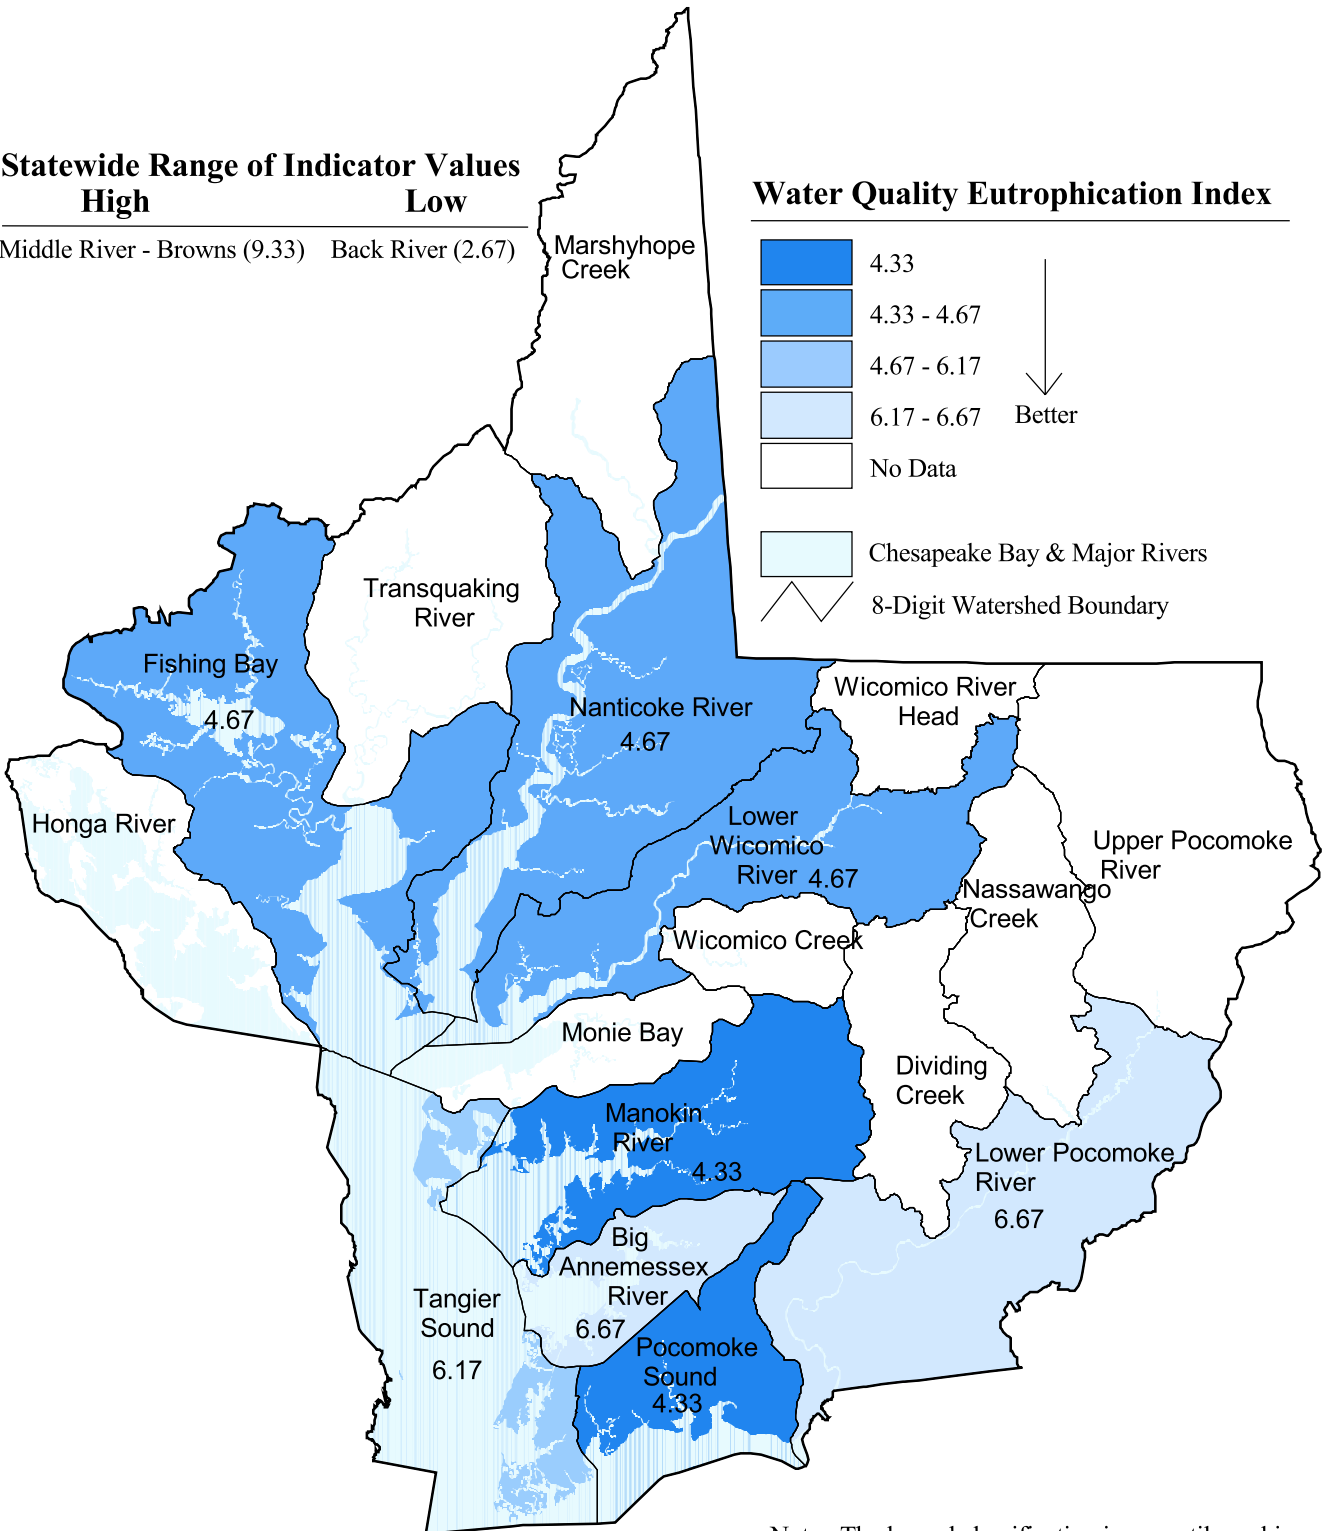 Statewide Range of Indicator Values
High Low
Middle River - Browns (9.33) Back River (2.67)
Water Quality Eutrophication Index
4.33
4.33 - 4.67
4.67 - 6.17
6.17 - 6.67
Better
No Data
Chesapeake Bay & Major Rivers
8-Digit Watershed Boundary
Marshyhope
Creek
Transquaking
River
Fishing Bay
4.67
Nanticoke River
4.67
Wicomico River
Head
Honga River
Lower
Wicomico
River 4.67
Upper Pocomoke
River
Nassawango
Creek
Wicomico Creek
Monie Bay
Dividing
Creek
Manokin
River
4.33
Lower Pocomoke
River
6.67
Big
Annemessex
River
6.67
Tangier
Sound
6.17
Pocomoke
Sound
4.33